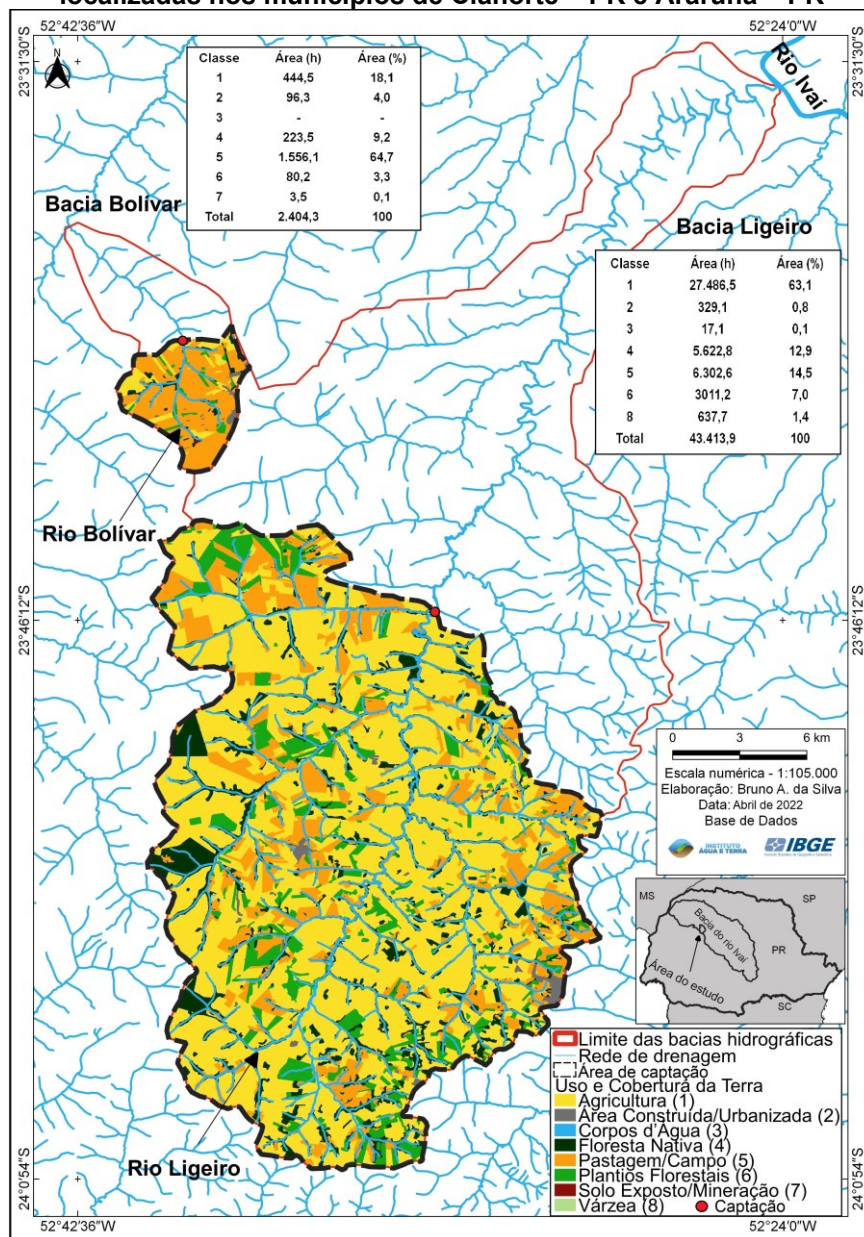 localizadas nos municípios de Cianorte – PR e Araruna – PR
52°42'36"W 52°24'0"W
23°31'30"S
23°31'30"S
N
Classe Área (h) Área (%)
1 444,5 18,1
2 96,3 4,0
3 - -
4 223,5 9,2
5 1.556,1 64,7
6 80,2 3,3
7 3,5 0,1
Total 2.404,3 100
Rio Ivaí
Bacia Bolívar
Bacia Ligeiro
Classe Área (h) Área (%)
1 27.486,5 63,1
2 329,1 0,8
3 17,1 0,1
4 5.622,8 12,9
5 6.302,6 14,5
6 3011,2 7,0
8 637,7 1,4
Total 43.413,9 100
Rio Bolívar
23°46'12"S
23°46'12"S
0 3 6 km
Escala numérica - 1:105.000
Elaboração: Bruno A. da Silva
Data: Abril de 2022
Base de Dados
INSTITUTO
ÁGUA E TERRA
IBGE
Instituto Brasileiro de Geografia e Estatística
MS
SP
Bacia do rio Ivaí
PR
Área do estudo
SC
Limite das bacias hidrográficas
Rede de drenagem
Área de captação
Uso e Cobertura da Terra
Agricultura (1)
Área Construída/Urbanizada (2)
Corpos d'Água (3)
Floresta Nativa (4)
Pastagem/Campo (5)
Plantios Florestais (6)
Solo Exposto/Mineração (7)
Várzea (8) Captação
Rio Ligeiro
24°0'54"S
24°0'54"S
52°42'36"W 52°24'0"W